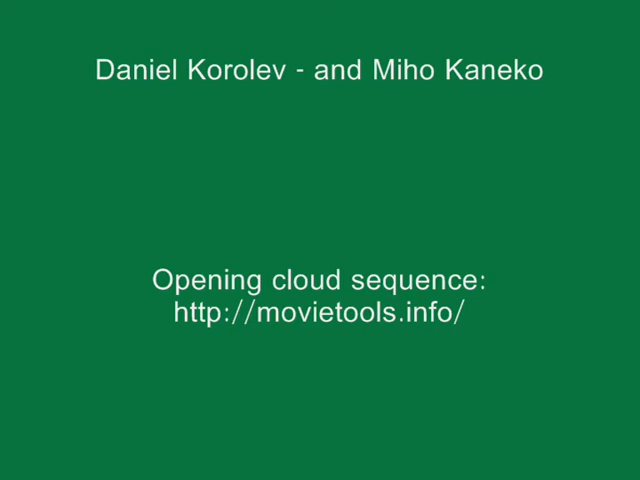 Daniel Korolev - and Miho Kaneko
Opening cloud sequence:
http://movietools.info/